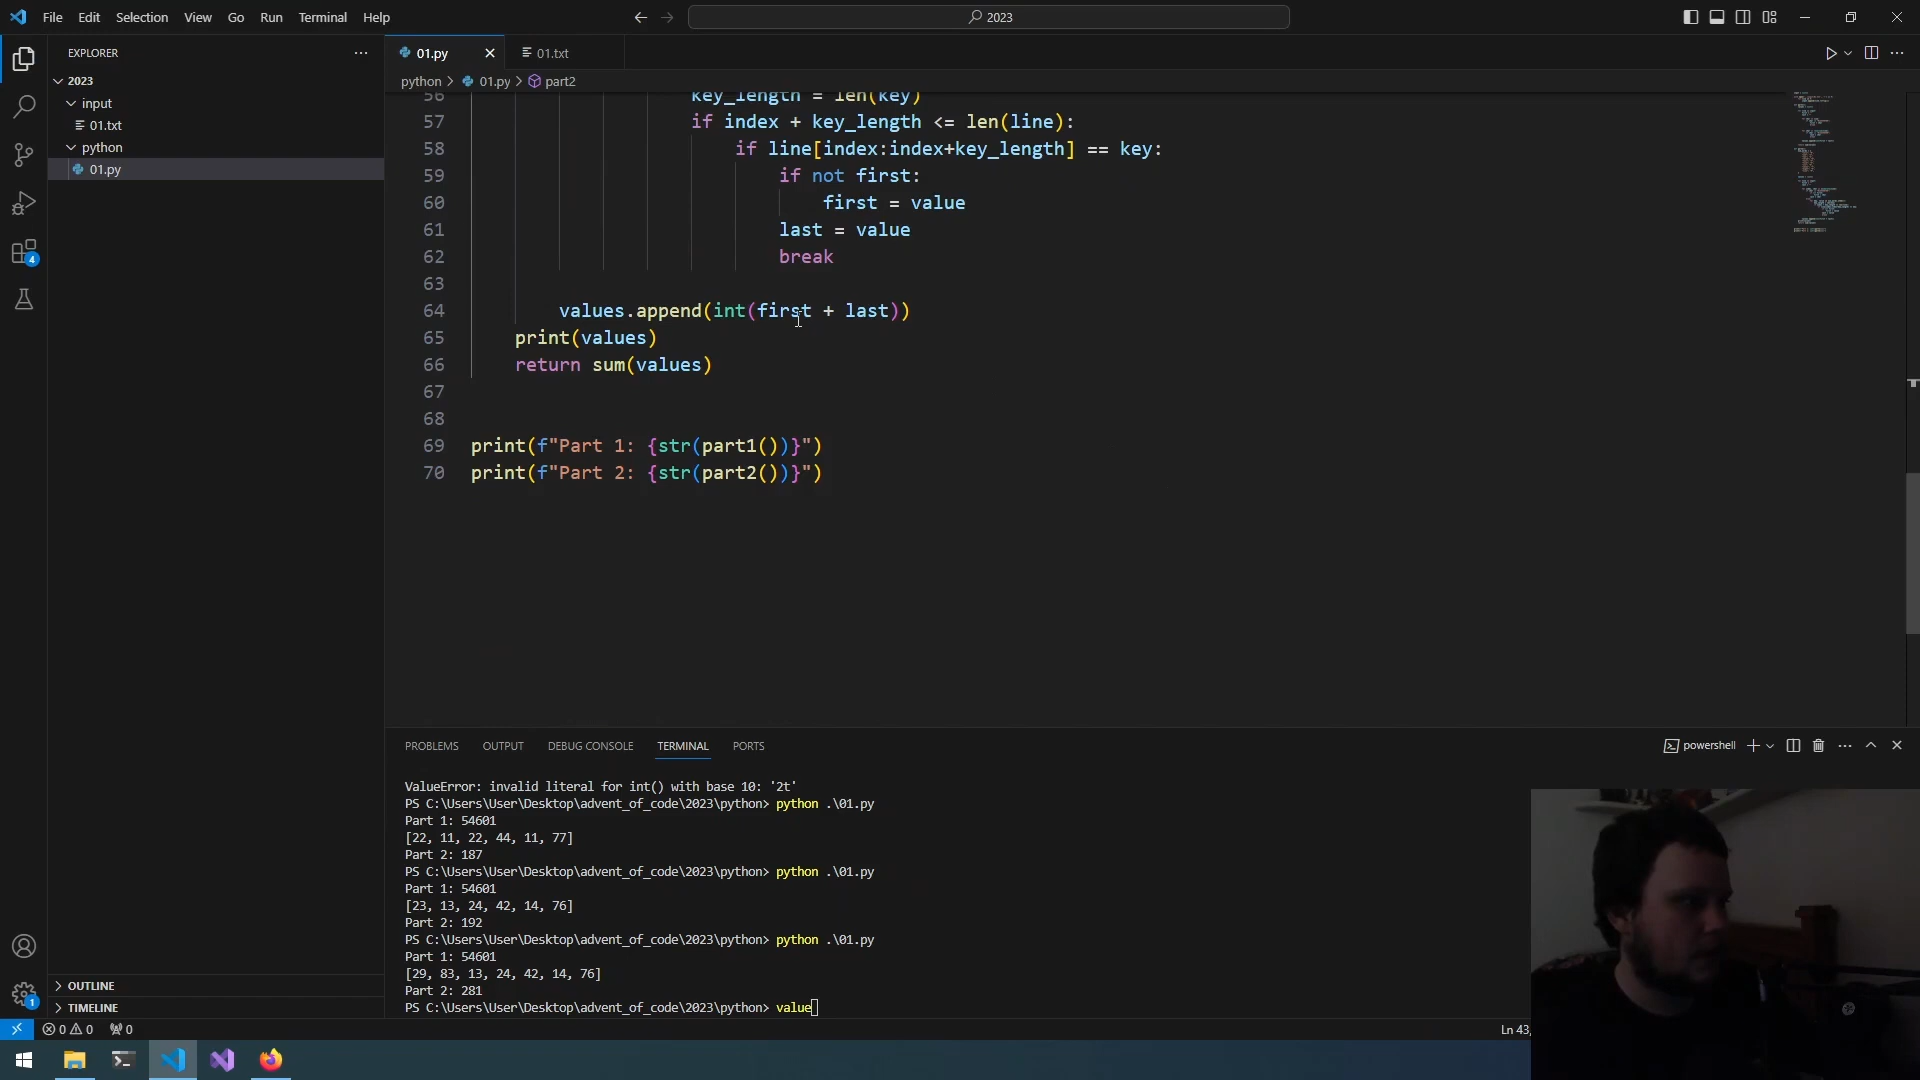 File Edit Selection View Go Run Terminal Help
2023
EXPLORER
2023
input
01.txt
python
01.py
4
1
OUTLINE
TIMELINE
01.py
01.txt
python > 01.py > part2
56 key_length = len(key)
57 if index + key_length <= len(line):
58 if line[index:index+key_length] == key:
59 if not first:
60 first = value
61 last = value
62 break
63
64 values.append(int(first + last))
65 print(values)
66 return sum(values)
67
68
69 print(f"Part 1: {str(part1())}")
70 print(f"Part 2: {str(part2())}")
PROBLEMS OUTPUT DEBUG CONSOLE TERMINAL PORTS
powershell
ValueError: invalid literal for int() with base 10: '2t'
PS C:\Users\User\Desktop\advent_of_code\2023\python> python .\01.py
Part 1: 54601
[22, 11, 22, 44, 11, 77]
Part 2: 187
PS C:\Users\User\Desktop\advent_of_code\2023\python> python .\01.py
Part 1: 54601
[23, 13, 24, 42, 14, 76]
Part 2: 192
PS C:\Users\User\Desktop\advent_of_code\2023\python> python .\01.py
Part 1: 54601
[29, 83, 13, 24, 42, 14, 76]
Part 2: 281
PS C:\Users\User\Desktop\advent_of_code\2023\python> value
0 0 0
Ln 43,